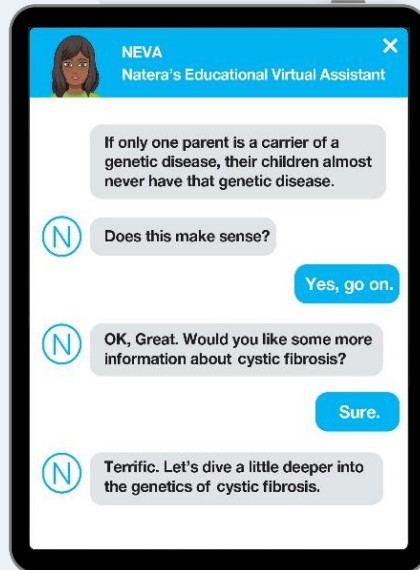 NEVA
Natera's Educational Virtual Assistant
If only one parent is a carrier of a
genetic disease, their children almost
never have that genetic disease.
N
Does this make sense?
Yes, go on.
N
OK, Great. Would you like some more
information about cystic fibrosis?
Sure.
N
Terrific. Let's dive a little deeper into
the genetics of cystic fibrosis.